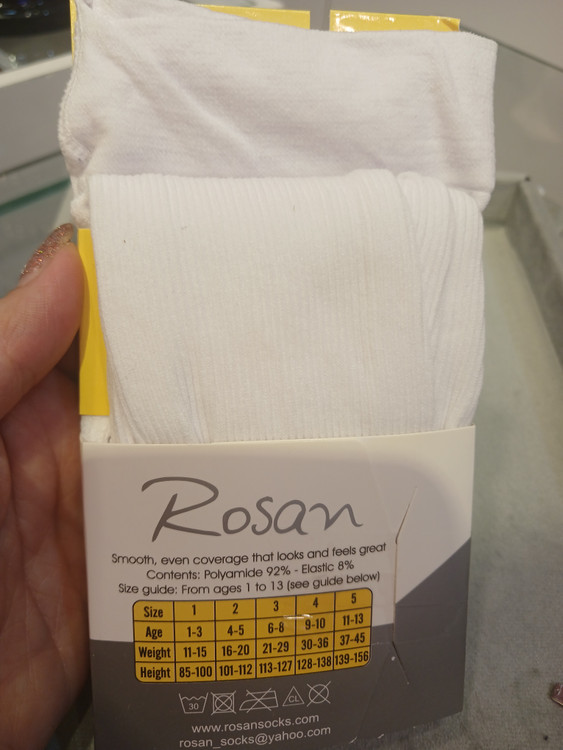 Rosan
Smooth, even coverage that looks and feels great
Contents: Polyamide 92% - Elastic 8%
Size guide: From ages 1 to 13 (see guide below)
Size 1 2 3 4 5
Age 1-3 4-5 6-8 9-10 11-13
Weight 11-15 16-20 21-29 30-36 37-45
Height 85-100 101-112 113-127 128-138 139-156
30 CL
www.rosansocks.com
rosan_socks@yahoo.com